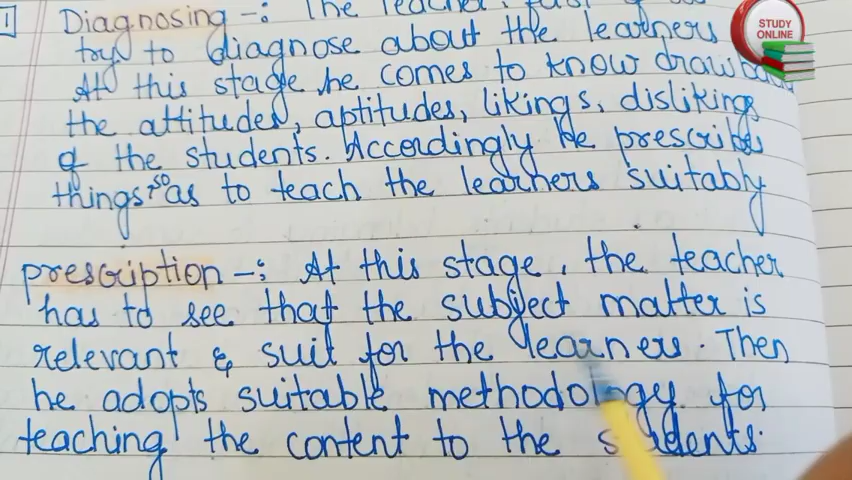 1 Diagnosing -: The Teacher, first of
try to diagnose about the learners
At this stage he comes to know drawbacks
the attitudes, aptitudes, likings, dislikings
of the students. Accordingly he prescribes
things so as to teach the learners suitably
prescription -: At this stage, the teacher
has to see that the subject matter is
relevant & suit for the learners. Then
he adopts suitable methodology for
teaching the content to the students.
STUDY
ONLINE